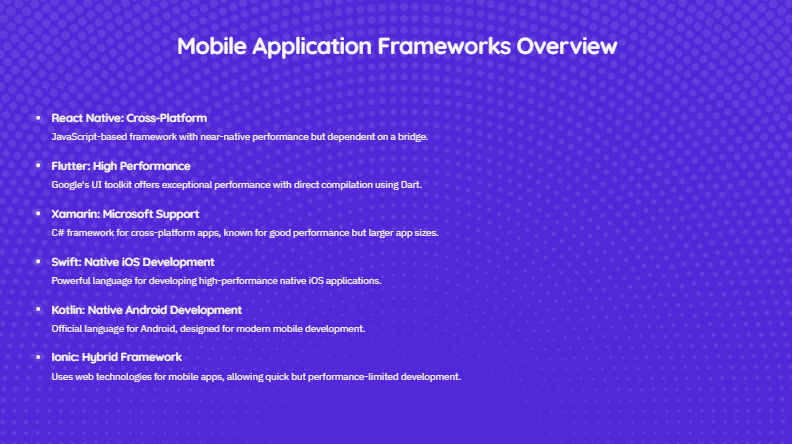 Mobile Application Frameworks Overview
React Native: Cross-Platform
JavaScript-based framework with near-native performance but dependent on a bridge.
Flutter: High Performance
Google's UI toolkit offers exceptional performance with direct compilation using Dart.
Xamarin: Microsoft Support
C# framework for cross-platform apps, known for good performance but larger app sizes.
Swift: Native iOS Development
Powerful language for developing high-performance native iOS applications.
Kotlin: Native Android Development
Official language for Android, designed for modern mobile development.
Ionic: Hybrid Framework
Uses web technologies for mobile apps, allowing quick but performance-limited development.